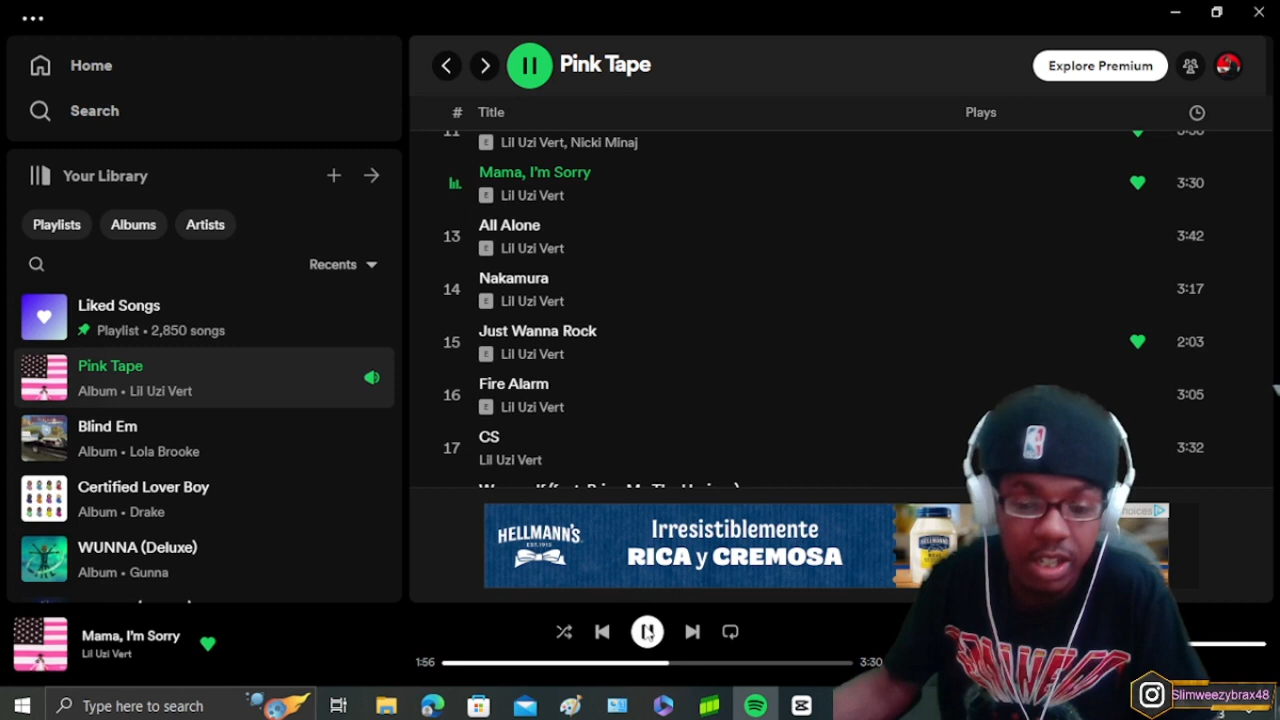 Home
Pink Tape
Explore Premium
Search
# Title Plays
Lil Uzi Vert, Nicki Minaj
Your Library
Mama, I'm Sorry
E Lil Uzi Vert
3:30
Playlists Albums Artists
13 All Alone 3:42
E Lil Uzi Vert
Recents
14 Nakamura 3:17
E Lil Uzi Vert
Liked Songs
Playlist • 2,850 songs
15 Just Wanna Rock 2:03
E Lil Uzi Vert
Pink Tape
Album • Lil Uzi Vert
16 Fire Alarm 3:05
E Lil Uzi Vert
Blind Em
Album • Lola Brooke
17 CS 3:32
Lil Uzi Vert
Certified Lover Boy
Album • Drake
HELLMANN'S
EST. 1913
Irresistiblemente
RICA y CREMOSA
WUNNA (Deluxe)
Album • Gunna
Mama, I'm Sorry
Lil Uzi Vert
1:56 3:30
Type here to search
Slimweezybrax48